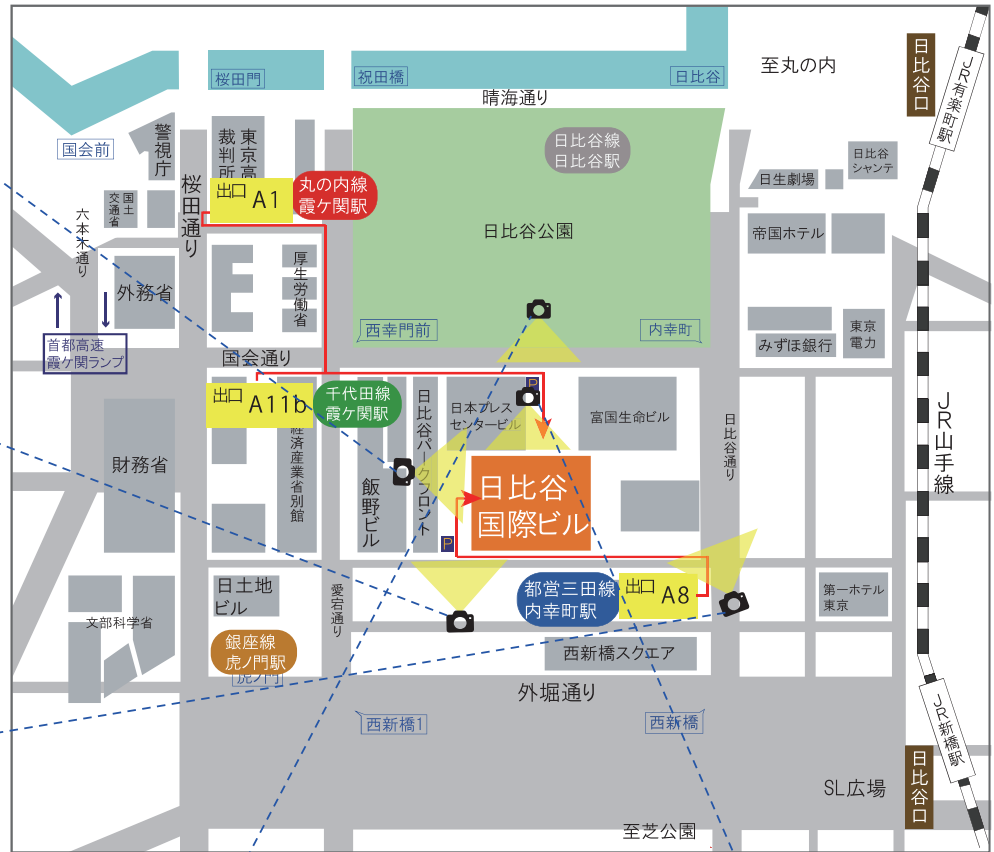 桜田門
祝田橋
日比谷
至丸の内
日比谷口
JR有楽町駅
晴海通り
国会前
警視庁
東京高
裁判所
日比谷線
日比谷駅
日比谷
シャンテ
日生劇場
国土
交通省
桜田通り
出口 A1
丸の内線
霞ケ関駅
六本木通り
日比谷公園
帝国ホテル
外務省
厚生労働省
首都高速
霞ケ関ランプ
西幸門前
内幸町
みずほ銀行
東京
電力
国会通り
出口 A11b
千代田線
霞ケ関駅
経済産業省別館
日比谷パークフロント
日本プレス
センタービル
P
富国生命ビル
日比谷通り
JR山手線
財務省
飯野ビル
日比谷
国際ビル
P
日土地
ビル
愛宕通り
都営三田線
内幸町駅
出口 A8
第一ホテル
東京
文部科学省
銀座線
虎ノ門駅
虎ノ門
西新橋スクエア
外堀通り
西新橋1
西新橋
JR新橋駅
日比谷口
SL広場
至芝公園